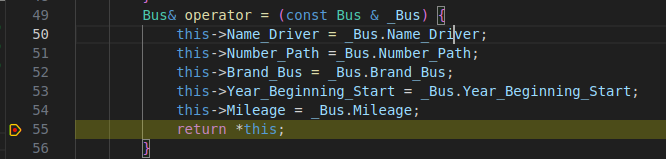 49 Bus& operator = (const Bus & _Bus) {
50 this->Name_Driver = _Bus.Name_Driver;
51 this->Number_Path =_Bus.Number_Path;
52 this->Brand_Bus = _Bus.Brand_Bus;
53 this->Year_Beginning_Start = _Bus.Year_Beginning_Start;
54 this->Mileage = _Bus.Mileage;
55 return *this;
56 }